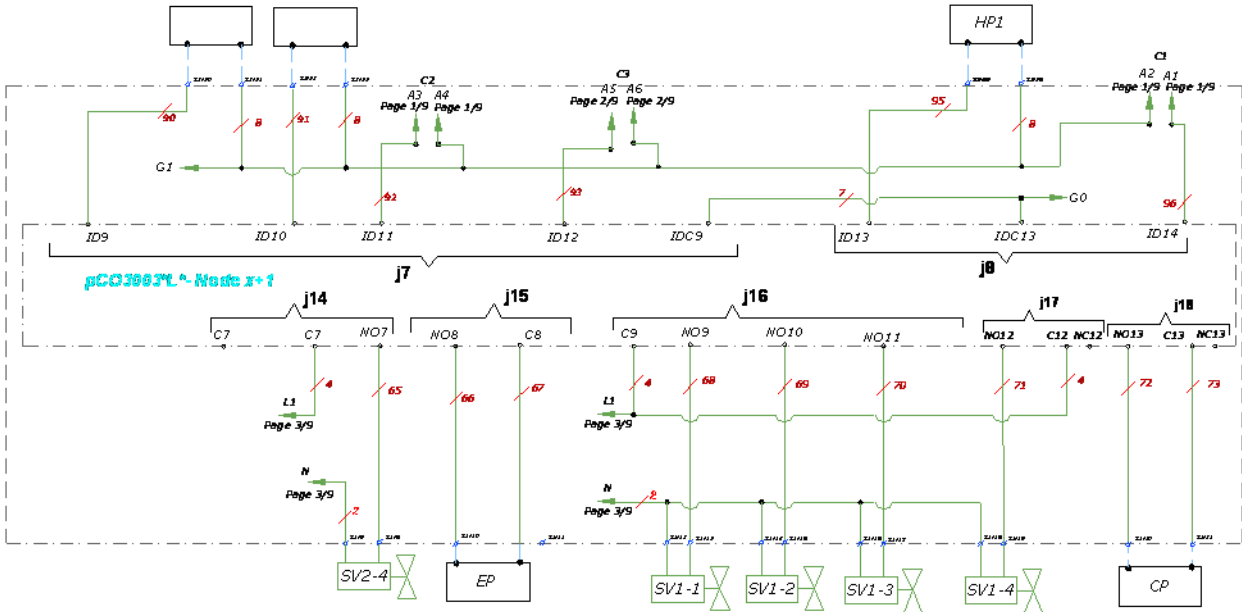 HP1
C1
C2
C3
A3 A4
Page 1/9 Page 1/9
A5 A6
Page 2/9 Page 2/9
A2 A1
Page 1/9 Page 1/9
90
8
91
8
95
8
G1
92
93
7
G0
96
ID9
ID10
ID11
ID12
IDC9
ID13
IDC13
ID14
j7
j8
pCO3003"L"- Node x+1
j14
j15
j16
j17
j18
C7
C7
NO7
NO8
C8
C9
NO9
NO10
NO11
NO12
C12
NC12
NO13
C13
NC13
4
65
66
67
4
68
69
70
71
4
72
73
L1
Page 3/9
L1
Page 3/9
N
Page 3/9
2
N
Page 3/9
2
SV2-4
EP
SV1-1
SV1-2
SV1-3
SV1-4
CP